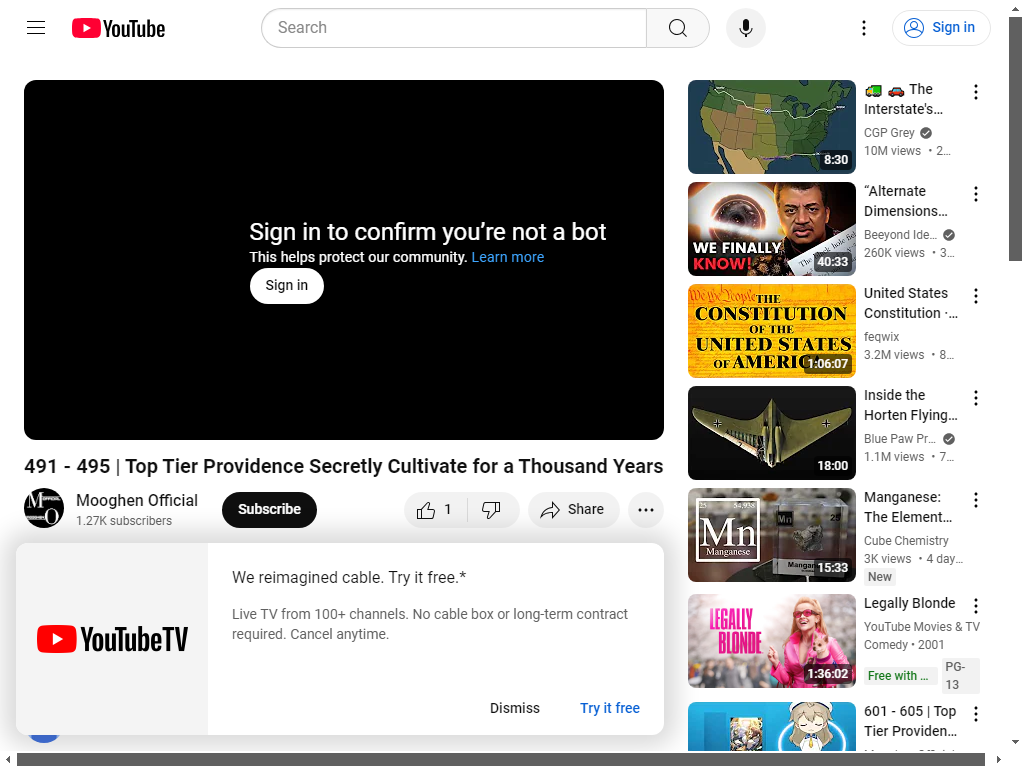 YouTube
Search
Sign in
Sign in to confirm you’re not a bot
This helps protect our community. Learn more
Sign in
491 - 495 | Top Tier Providence Secretly Cultivate for a Thousand Years
Mooghen Official
1.27K subscribers
Subscribe
1
Share
We reimagined cable. Try it free.*
Live TV from 100+ channels. No cable box or long-term contract
required. Cancel anytime.
YouTubeTV
Dismiss
Try it free
8:30
🚛 🚗 The
Interstate's...
CGP Grey
10M views • 2...
WE FINALLY
KNOW!
40:33
“Alternate
Dimensions...
Beeyond Ide...
260K views • 3...
We the People
THE
CONSTITUTION
OF THE
UNITED STATES
OF AMERICA
1:06:07
United States
Constitution ·...
feqwix
3.2M views • 8...
18:00
Inside the
Horten Flying...
Blue Paw Pr...
1.1M views • 7...
25 54,938
Mn
Manganese
Mn 25
15:33
Manganese:
The Element...
Cube Chemistry
3K views • 4 day...
New
LEGALLY
BLONDE
1:36:02
Legally Blonde
YouTube Movies & TV
Comedy • 2001
Free with ...
PG-
13
601 - 605 | Top
Tier Providen...